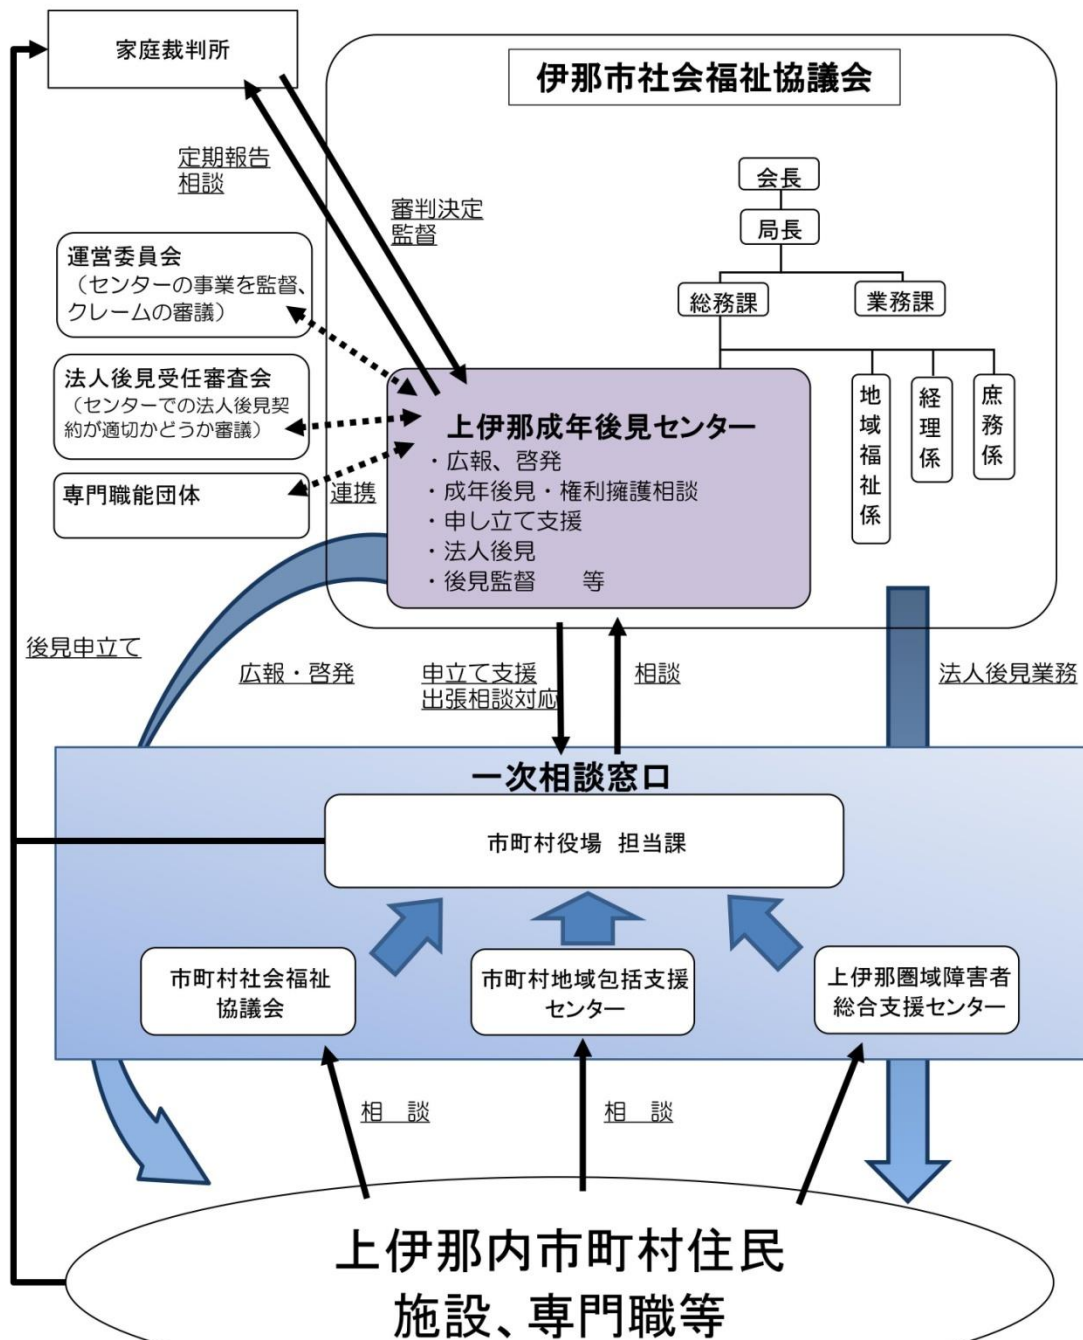 家庭裁判所
伊那市社会福祉協議会
定期報告
相談
審判決定
監督
会長
局長
総務課
業務課
地域福祉係
経理係
庶務係
運営委員会
（センターの事業を監督、
クレームの審議）
法人後見受任審査会
（センターでの法人後見契
約が適切かどうか審議）
専門職能団体
連携
上伊那成年後見センター
・広報、啓発
・成年後見・権利擁護相談
・申し立て支援
・法人後見
・後見監督　　等
後見申立て
広報・啓発
申立て支援
出張相談対応
相談
法人後見業務
一次相談窓口
市町村役場 担当課
市町村社会福祉
協議会
市町村地域包括支援
センター
上伊那圏域障害者
総合支援センター
相　談
相　談
上伊那内市町村住民
施設、専門職等